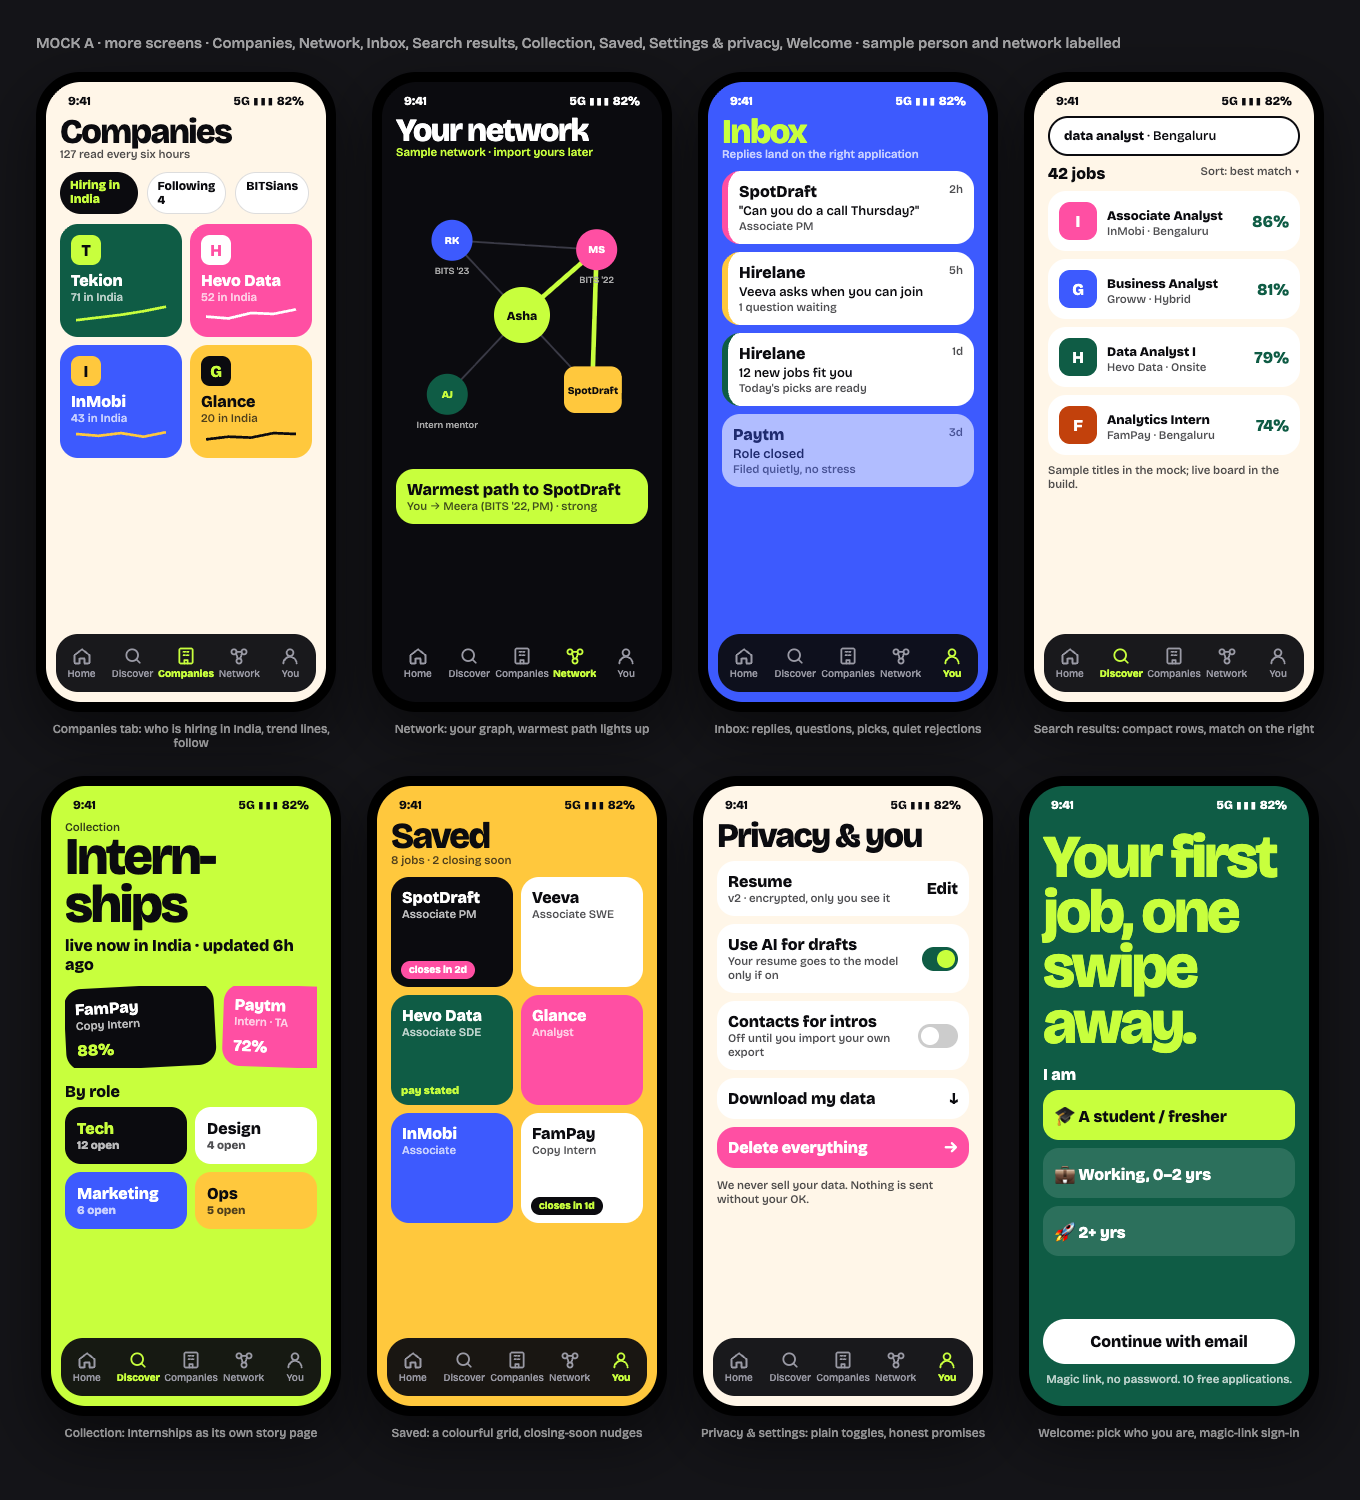 MOCK A · more screens · Companies, Network, Inbox, Search results, Collection, Saved, Settings & privacy, Welcome · sample person and network labelled
9:41
5G 82%
Companies
127 read every six hours
Hiring in
India
Following
4
BITSians
T
Tekion
71 in India
H
Hevo Data
52 in India
I
InMobi
43 in India
G
Glance
20 in India
Home
Discover
Companies
Network
You
Companies tab: who is hiring in India, trend lines,
follow
9:41
5G 82%
Your network
Sample network · import yours later
RK
BITS '23
MS
BITS '22
Asha
AJ
Intern mentor
SpotDraft
Warmest path to SpotDraft
You → Meera (BITS '22, PM) · strong
Home
Discover
Companies
Network
You
Network: your graph, warmest path lights up
9:41
5G 82%
Inbox
Replies land on the right application
SpotDraft
2h
"Can you do a call Thursday?"
Associate PM
Hirelane
5h
Veeva asks when you can join
1 question waiting
Hirelane
1d
12 new jobs fit you
Today's picks are ready
Paytm
3d
Role closed
Filed quietly, no stress
Home
Discover
Companies
Network
You
Inbox: replies, questions, picks, quiet rejections
9:41
5G 82%
data analyst · Bengaluru
42 jobs
Sort: best match ▾
I
Associate Analyst
InMobi · Bengaluru
86%
G
Business Analyst
Groww · Hybrid
81%
H
Data Analyst I
Hevo Data · Onsite
79%
F
Analytics Intern
FamPay · Bengaluru
74%
Sample titles in the mock; live board in the
build.
Home
Discover
Companies
Network
You
Search results: compact rows, match on the right
9:41
5G 82%
Collection
Intern-
ships
live now in India · updated 6h
ago
FamPay
Copy Intern
88%
Paytm
Intern · TA
72%
By role
Tech
12 open
Design
4 open
Marketing
6 open
Ops
5 open
Home
Discover
Companies
Network
You
Collection: Internships as its own story page
9:41
5G 82%
Saved
8 jobs · 2 closing soon
SpotDraft
Associate PM
closes in 2d
Veeva
Associate SWE
Hevo Data
Associate SDE
pay stated
Glance
Analyst
InMobi
Associate
FamPay
Copy Intern
closes in 1d
Home
Discover
Companies
Network
You
Saved: a colourful grid, closing-soon nudges
9:41
5G 82%
Privacy & you
Resume
v2 · encrypted, only you see it
Edit
Use AI for drafts
Your resume goes to the model
only if on
Contacts for intros
Off until you import your own
export
Download my data ↓
Delete everything →
We never sell your data. Nothing is sent
without your OK.
Home
Discover
Companies
Network
You
Privacy & settings: plain toggles, honest promises
9:41
5G 82%
Your first
job, one
swipe
away.
I am
🎓 A student / fresher
💼 Working, 0–2 yrs
🚀 2+ yrs
Continue with email
Magic link, no password. 10 free applications.
Welcome: pick who you are, magic-link sign-in